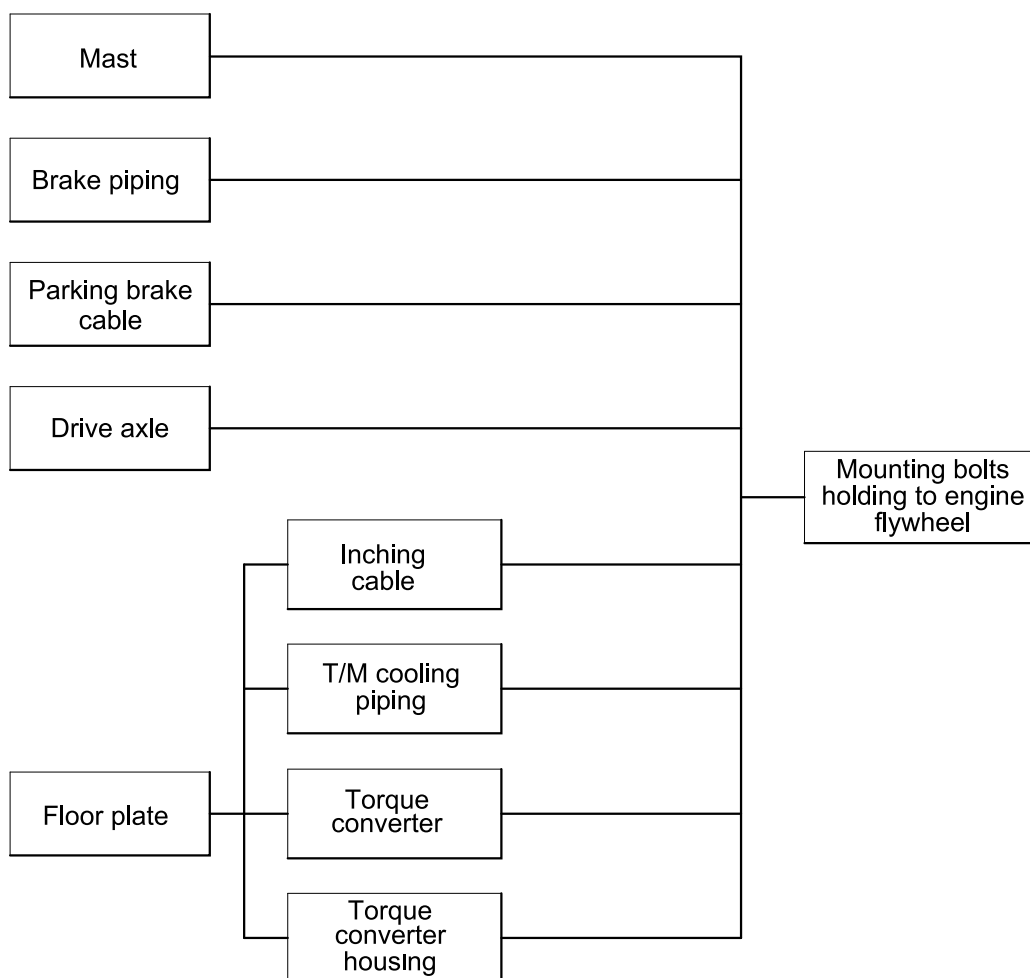 Mast
Brake piping
Parking brake
cable
Drive axle
Mounting bolts
holding to engine
flywheel
Inching
cable
T/M cooling
piping
Floor plate
Torque
converter
Torque
converter
housing